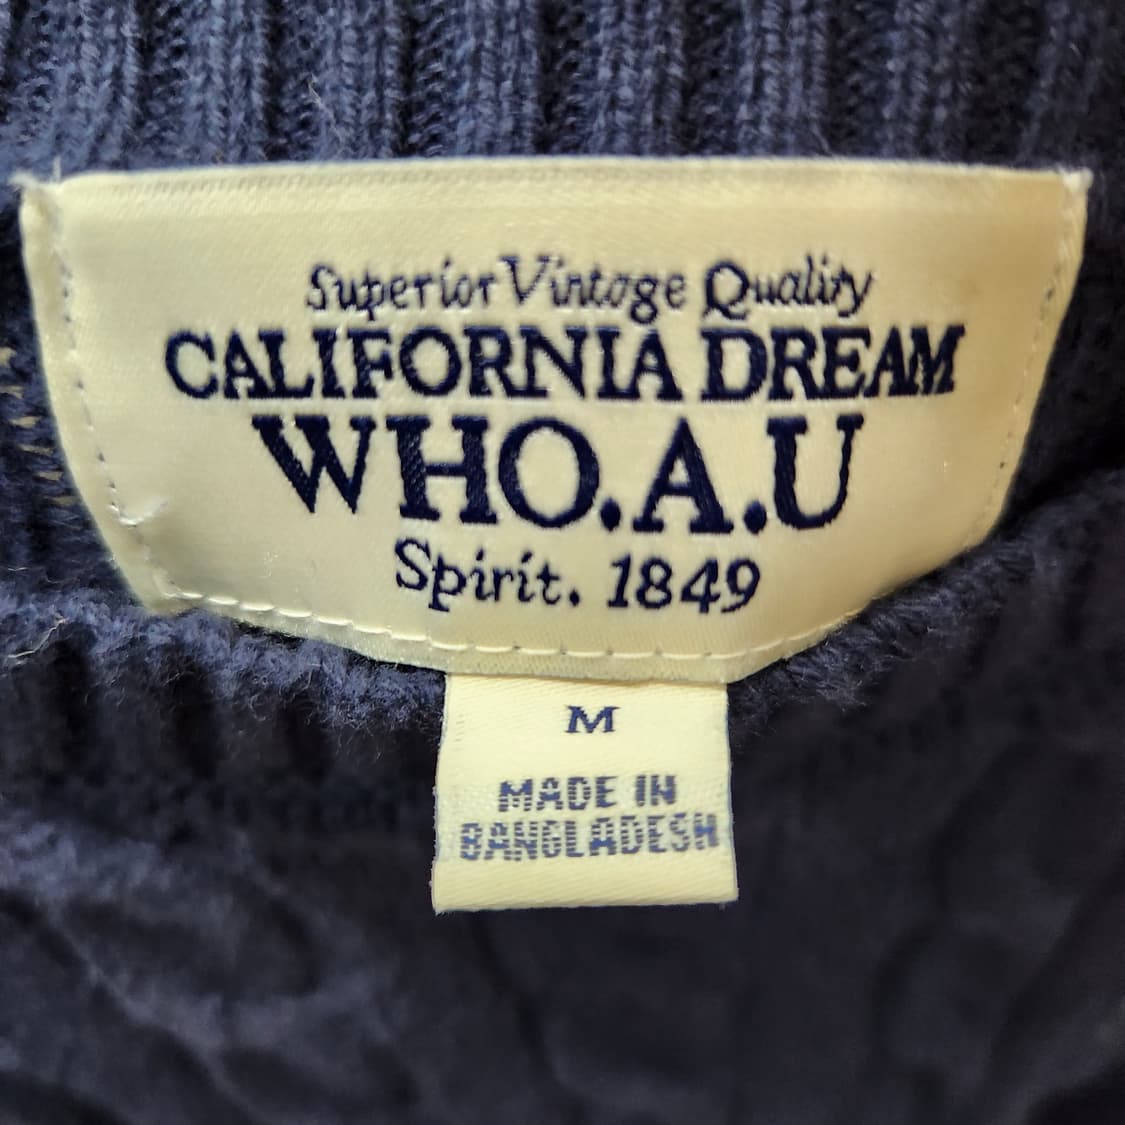 Superior Vintage Quality
CALIFORNIA DREAM
WHO.A.U
Spirit. 1849
M
MADE IN
BANGLADESH